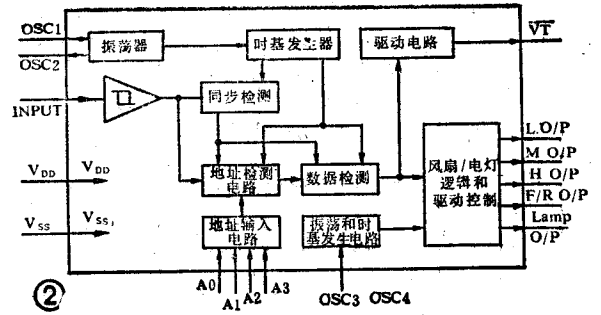 OSC1
OSC2
振荡器
时基发生器
驱动电路
VT
INPUT
同步检测
VDD
VDD
地址检测
电路
数据检测
风扇/电灯
逻辑和
驱动控制
L O/P
M O/P
H O/P
F/R O/P
Lamp
O/P
VSS
VSS
地址输入
电路
振荡和时
基发生电路
A0
A1
A2
A3
OSC3
OSC4
②